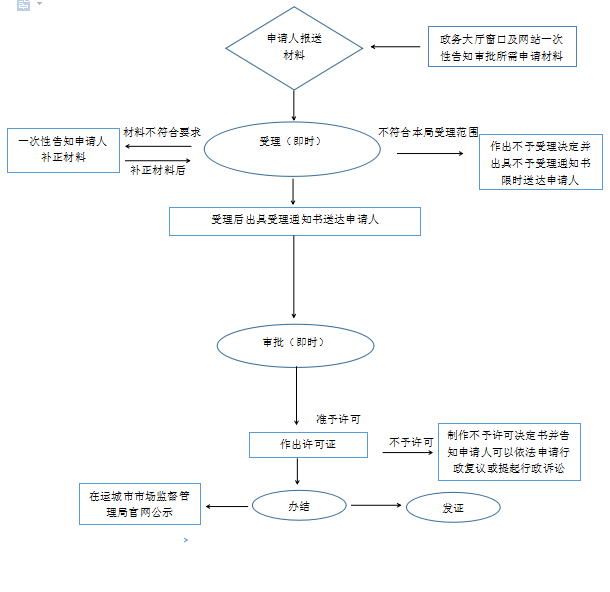 申请人报送
材料
政务大厅窗口及网站一次
性告知审批所需申请材料
材料不符合要求
不符合本局受理范围
一次性告知申请人
补正材料
受理（即时）
作出不予受理决定并
出具不予受理通知书
限时送达申请人
补正材料后
受理后出具受理通知书送达申请人
审批（即时）
准予许可
作出许可证
不予许可
制作不予许可决定书并告
知申请人可以依法申请行
政复议或提起行政诉讼
在运城市市场监督管
理局官网公示
办结
发证